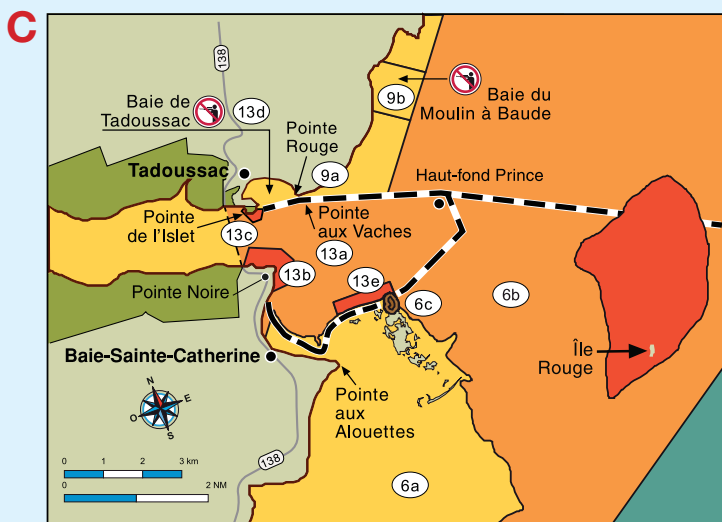 C
138
9b
Baie du
Moulin à Baude
Baie de
Tadoussac
13d
Pointe
Rouge
9a
Tadoussac
Haut-fond Prince
Pointe
de l'Islet
13c
Pointe
aux Vaches
13a
13b
13e
Pointe Noire
6c
6b
Île
Rouge
Baie-Sainte-Catherine
Pointe
aux
Alouettes
N
E
O
S
138
0 1 2 3 km
0 2 NM
6a